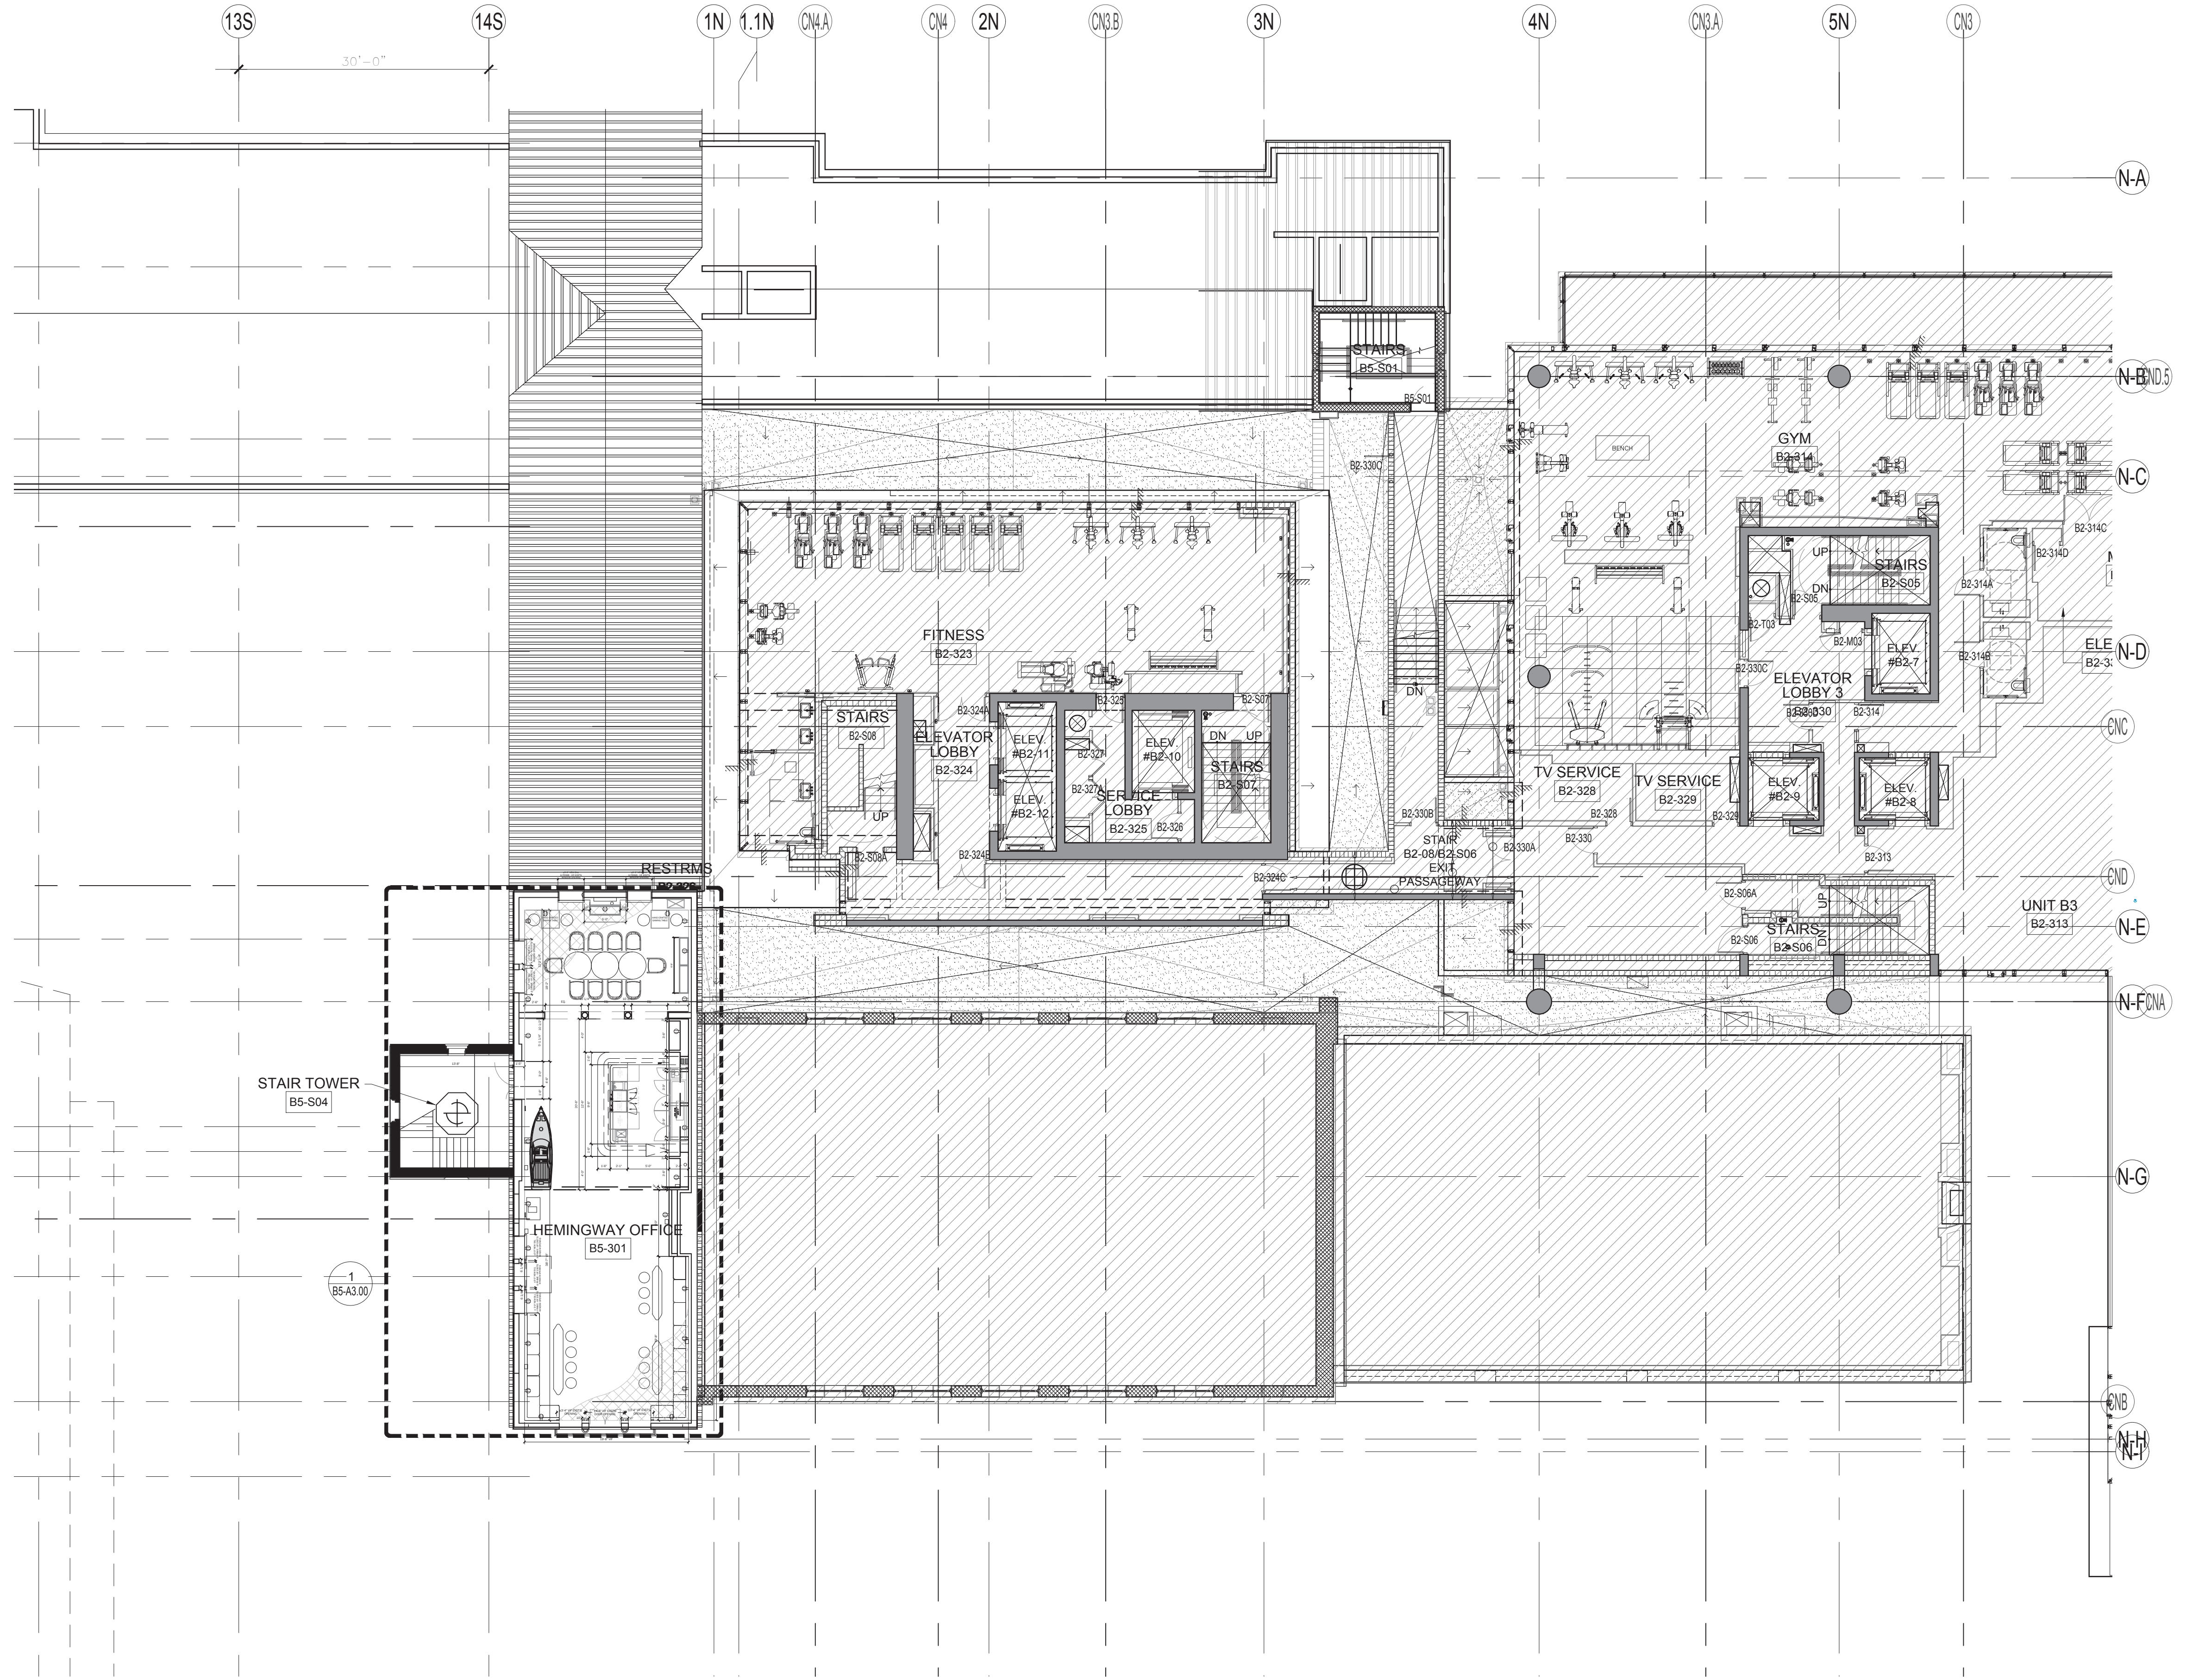 13S
14S
1N
1.1N
CN4.A
CN4
2N
CN3.B
3N
4N
CN3.A
5N
CN3
30'-0"
N-A
STAIRS
B5-S01
B5-S01
N-B
CND.5
GYM
B2-314
BENCH
B2-330C
N-C
B2-314C
B2-314D
UP
STAIRS
B2-S05
DN
B2-S05
B2-314A
B2-T03
B2-M03
FITNESS
B2-323
ELEV.
#B2-7
B2-314B
ELE
N-D
B2-330C
ELEVATOR
LOBBY 3
B2-330
B2-314
DN
B2-325
B2-S07
B2-324A
STAIRS
B2-S08
ELEVATOR
LOBBY
B2-324
ELEV.
#B2-11
B2-327
ELEV.
#B2-10
DN
UP
STAIRS
B2-S07
CNC
TV SERVICE
B2-328
TV SERVICE
B2-329
ELEV.
#B2-9
ELEV.
#B2-8
B2-327A
SERVICE
LOBBY
B2-325
B2-326
ELEV.
#B2-12
UP
B2-330B
B2-328
B2-329
B2-330
B2-330A
STAIR
B2-08/B2-S06
EXIT
PASSAGEWAY
B2-324B
B2-S08A
B2-313
RESTRMS
B2-326
B2-324C
CND
B2-S06A
UP
UNIT B3
B2-313
STAIRS
B2-S06
B2-S06
DN
N-E
N-F
CNA
STAIR TOWER
B5-S04
N-G
HEMINGWAY OFFICE
B5-301
1
B5-A3.00
CNB
N-H
N-I